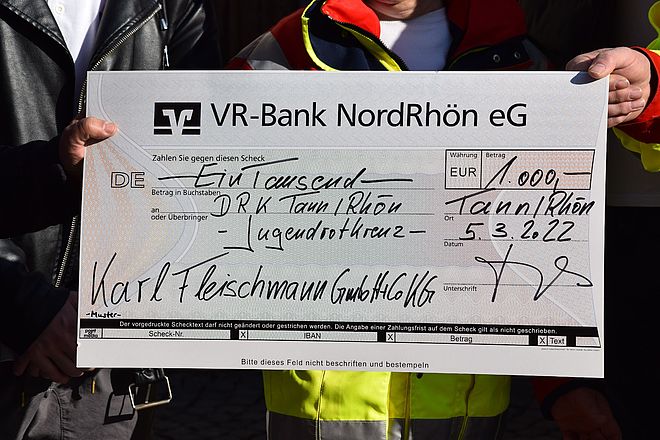 VR-Bank NordRhön eG
Zahlen Sie gegen diesen Scheck
Währung Betrag
DE EinTausend EUR 1.000,-
Betrag in Buchstaben
an DRK Tann/Rhön Tann/Rhön
oder Überbringer Ort
- Jugendrotkreuz - 5.3.2022
Datum
Karl Fleischmann GmbH+Co KG
Unterschrift
-Muster-
Der vorgedruckte Schecktext darf nicht geändert oder gestrichen werden. Die Angabe einer Zahlungsfrist auf dem Scheck gilt als nicht geschrieben.
Scheck-Nr. X IBAN X Betrag X Text
Bitte dieses Feld nicht beschriften und bestempeln